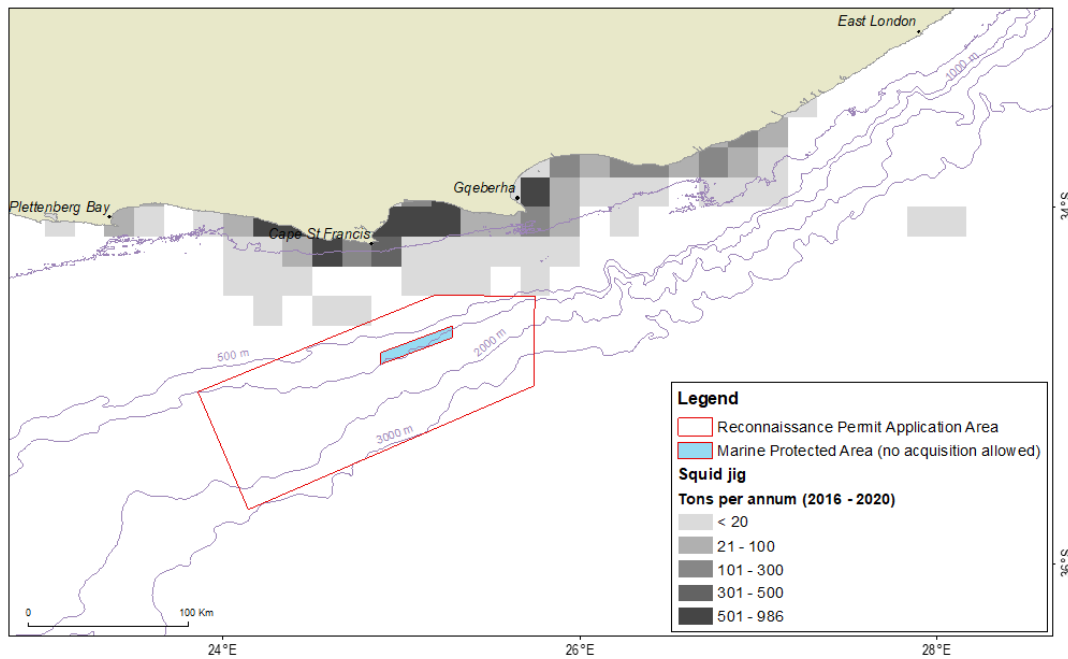 East London
1000 m
Gqeberha
Plettenberg Bay
34°S
Cape St Francis
500 m
2000 m
3000 m
Legend
Reconnaissance Permit Application Area
Marine Protected Area (no acquisition allowed)
Squid jig
Tons per annum (2016 - 2020)
< 20
21 - 100
101 - 300
301 - 500
501 - 986
36°S
0 100 Km
24°E 26°E 28°E